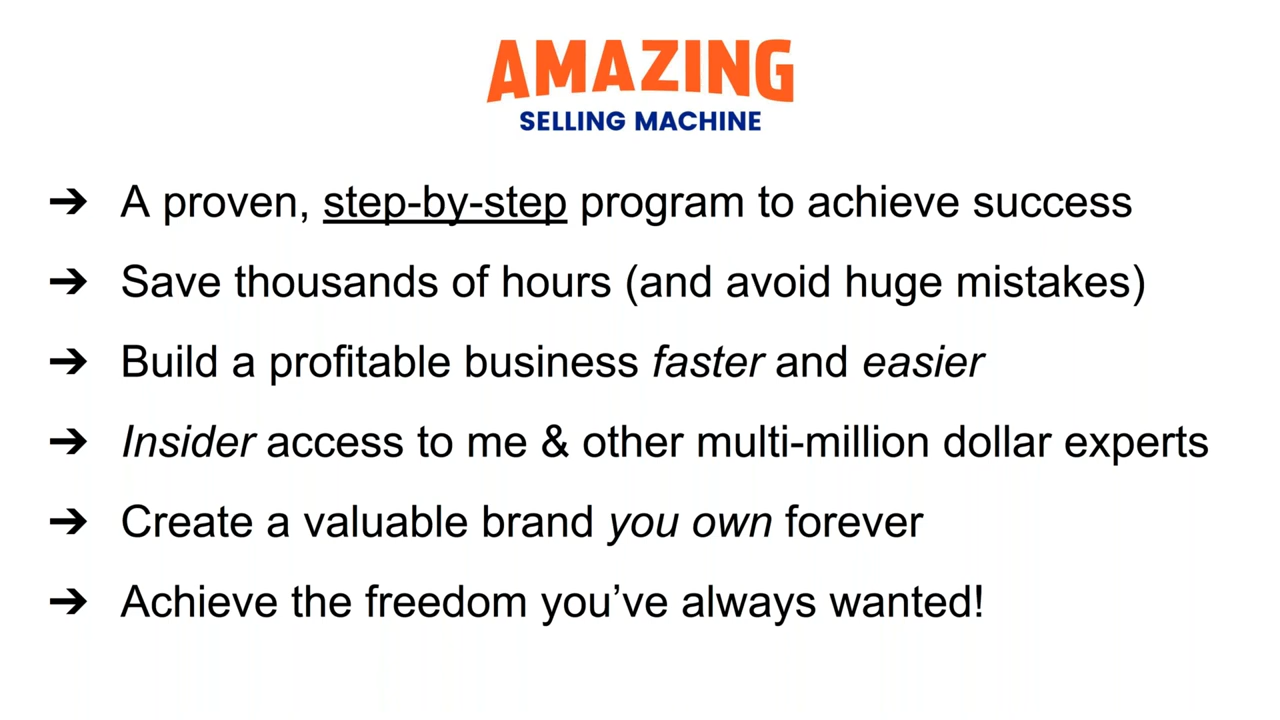 AMAZING
SELLING MACHINE
➔ A proven, step-by-step program to achieve success
➔ Save thousands of hours (and avoid huge mistakes)
➔ Build a profitable business faster and easier
➔ Insider access to me & other multi-million dollar experts
➔ Create a valuable brand you own forever
➔ Achieve the freedom you’ve always wanted!